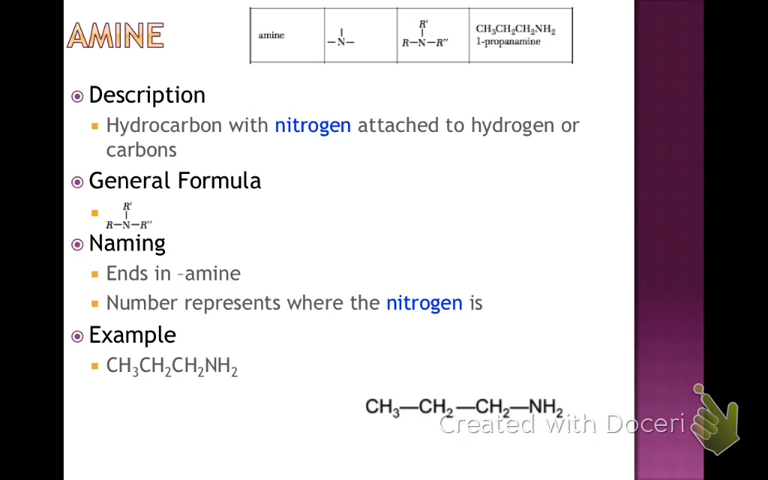 AMINE
amine
–N–
R'
R–N–R''
CH₃CH₂CH₂NH₂
1-propanamine
Description
Hydrocarbon with nitrogen attached to hydrogen or
carbons
General Formula
R'
R–N–R''
Naming
Ends in -amine
Number represents where the nitrogen is
Example
CH₃CH₂CH₂NH₂
CH₃—CH₂—CH₂—NH₂
Created with Doceri